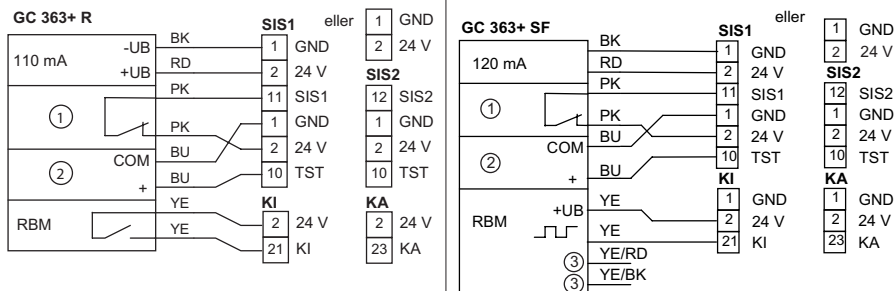 GC 363+ R
SIS1
eller
1 GND
2 24 V
110 mA
-UB BK 1 GND
+UB RD 2 24 V
SIS2
PK 11 SIS1
12 SIS2
1
1 GND
1 GND
PK 2 24 V
2 24 V
2
COM BU
+ BU 10 TST
10 TST
KI
KA
RBM
YE 2 24 V
2 24 V
YE 21 KI
23 KA
GC 363+ SF
SIS1
eller
1 GND
2 24 V
120 mA
BK 1 GND
RD 2 24 V
SIS2
PK 11 SIS1
12 SIS2
1
1 GND
1 GND
PK 2 24 V
2 24 V
2
COM BU
+ BU 10 TST
10 TST
KI
KA
RBM
1 GND
1 GND
+UB YE 2 24 V
2 24 V
YE 21 KI
23 KA
3 YE/RD
3 YE/BK